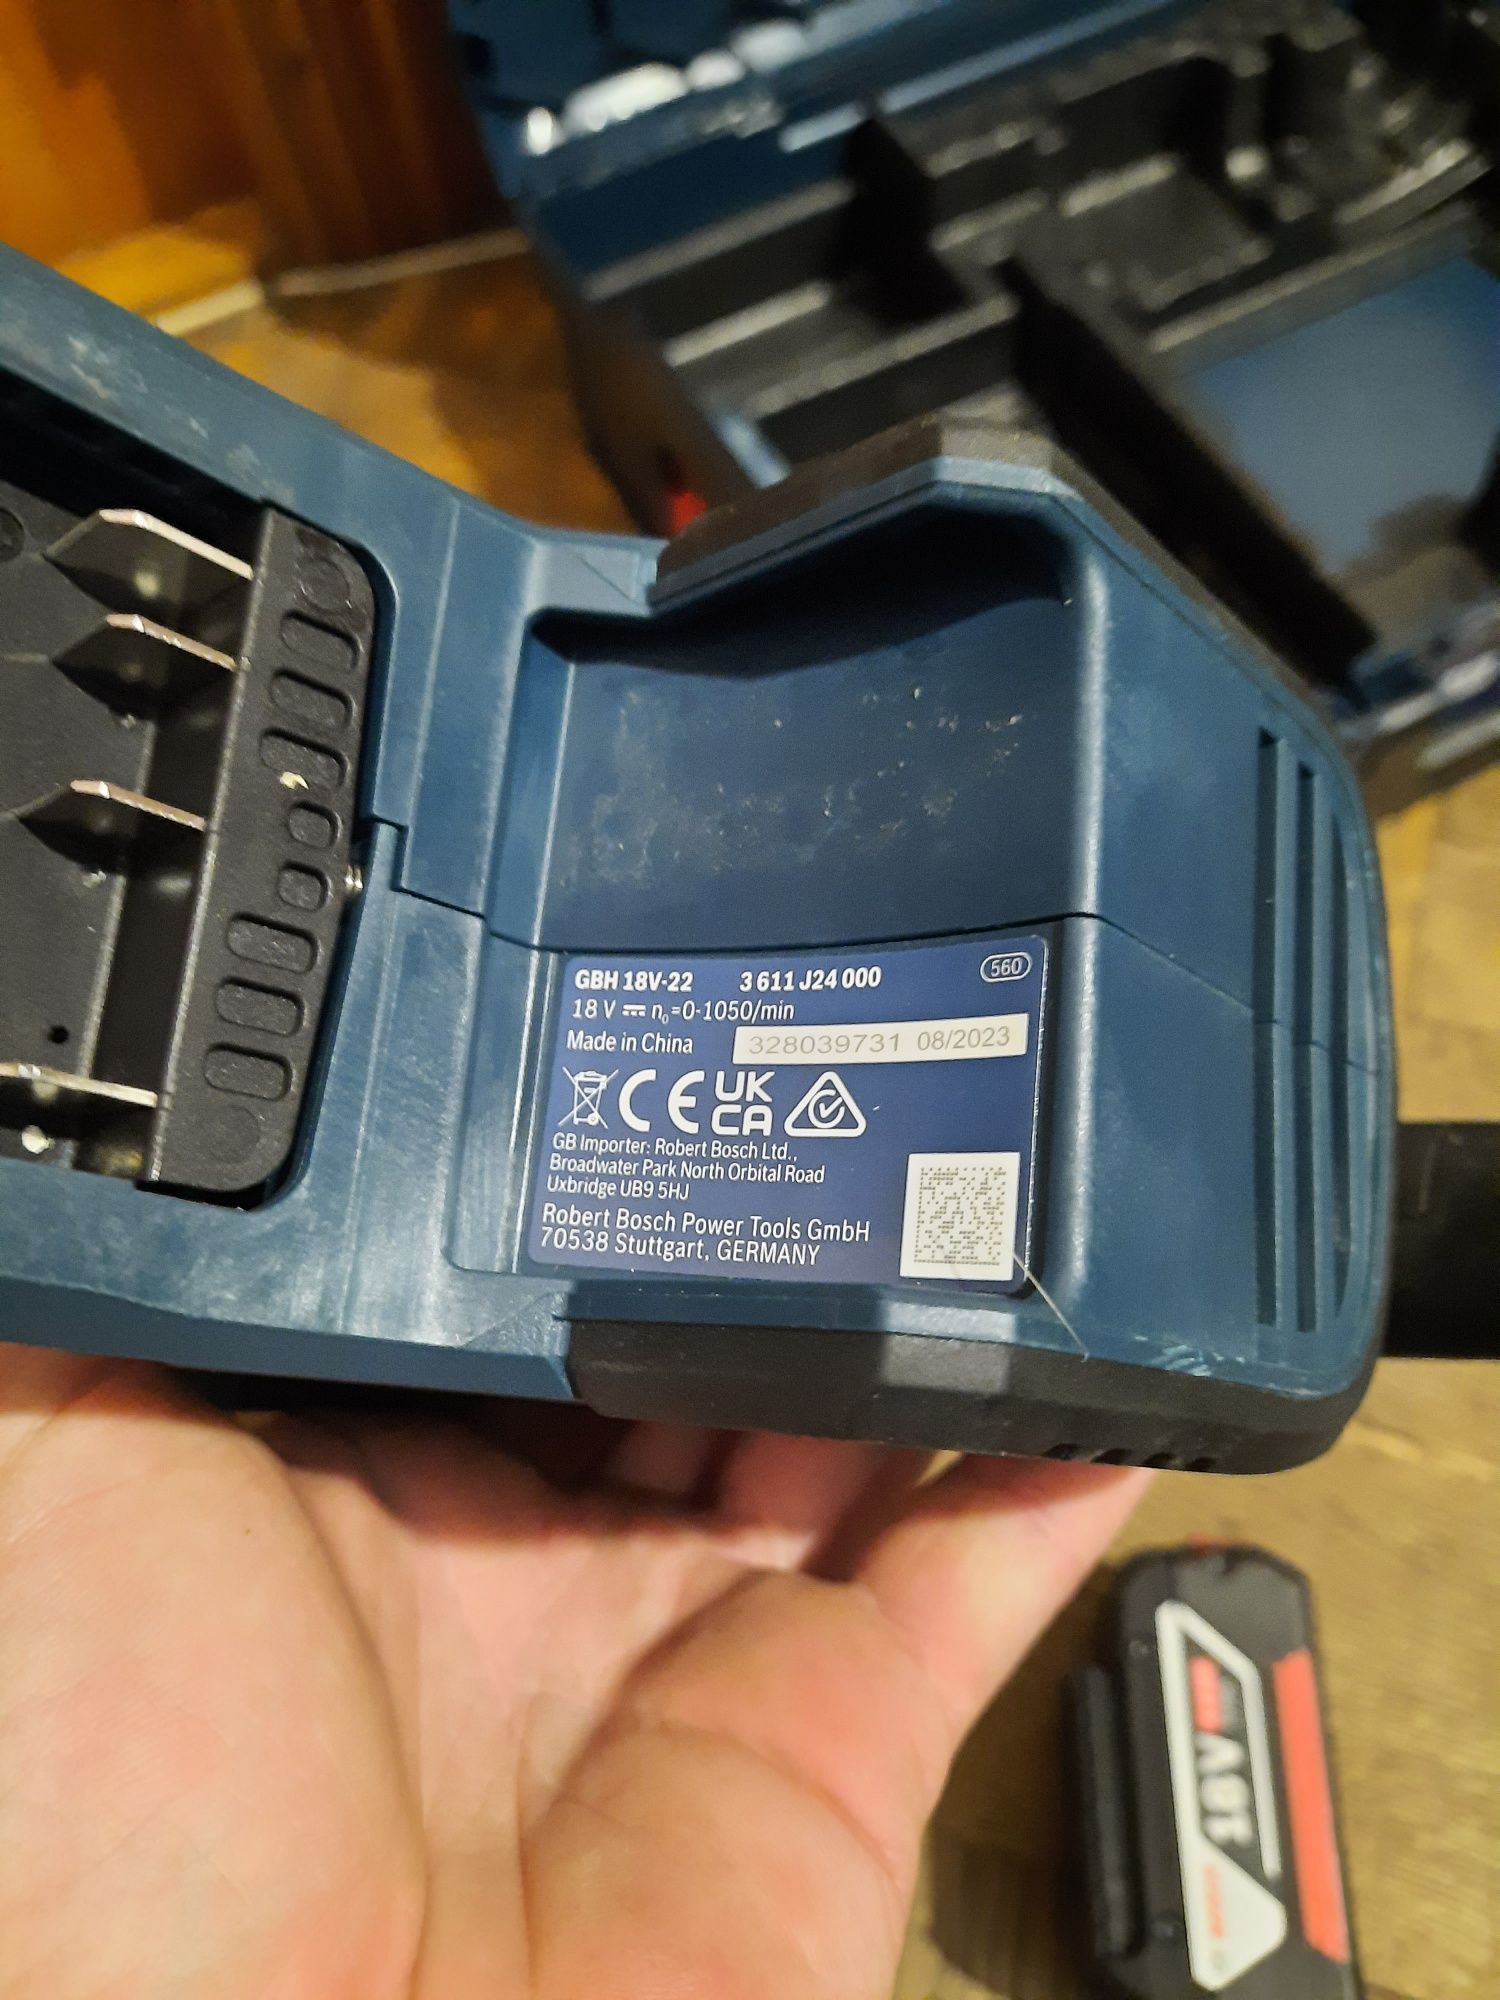 GBH 18V-22 3 611 J24 000 560
18 V ⎓ n₀=0-1050/min
Made in China 328039731 08/2023
CE UK CA
GB Importer: Robert Bosch Ltd.,
Broadwater Park North Orbital Road
Uxbridge UB9 5HJ
Robert Bosch Power Tools GmbH
70538 Stuttgart, GERMANY
18V